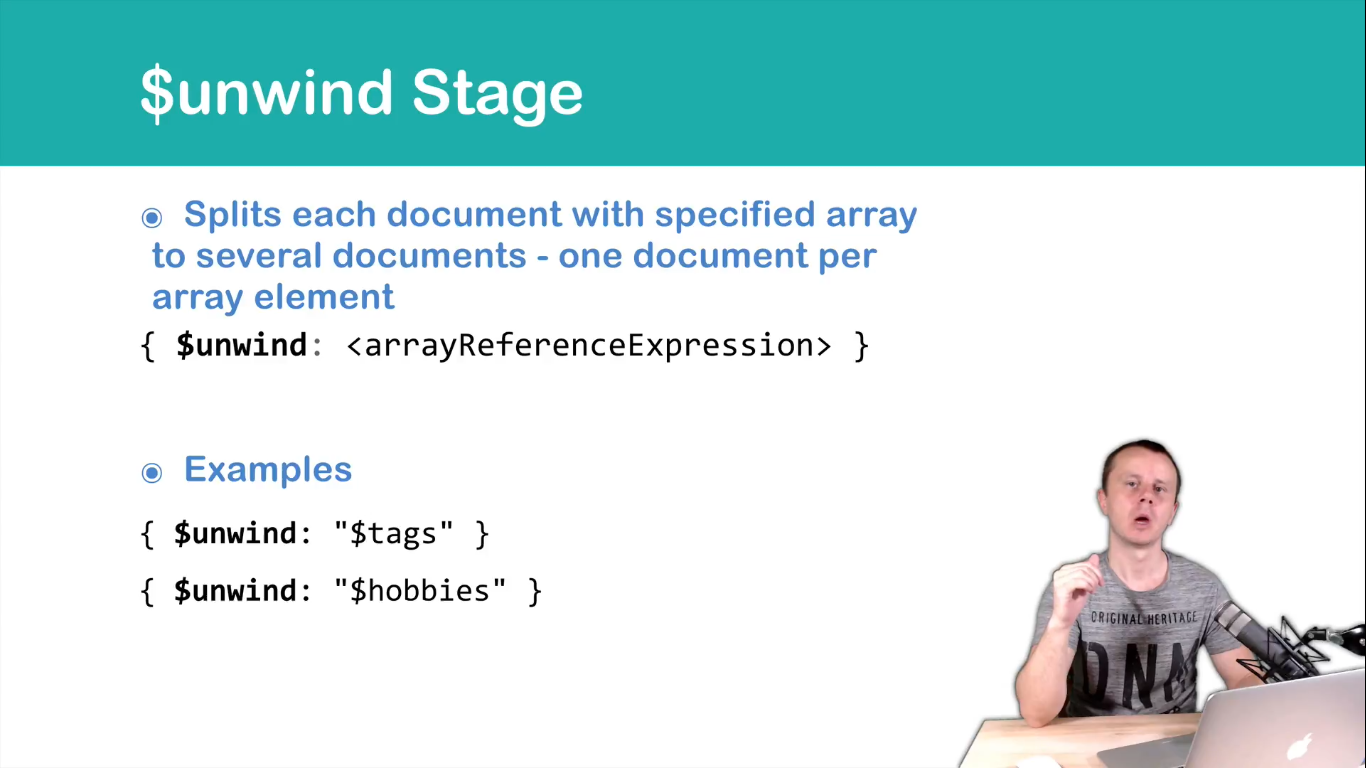 $unwind Stage
◉ Splits each document with specified array
to several documents - one document per
array element
{ $unwind: <arrayReferenceExpression> }
◉ Examples
{ $unwind: "$tags" }
{ $unwind: "$hobbies" }
ORIGINAL HERITAGE
DNA